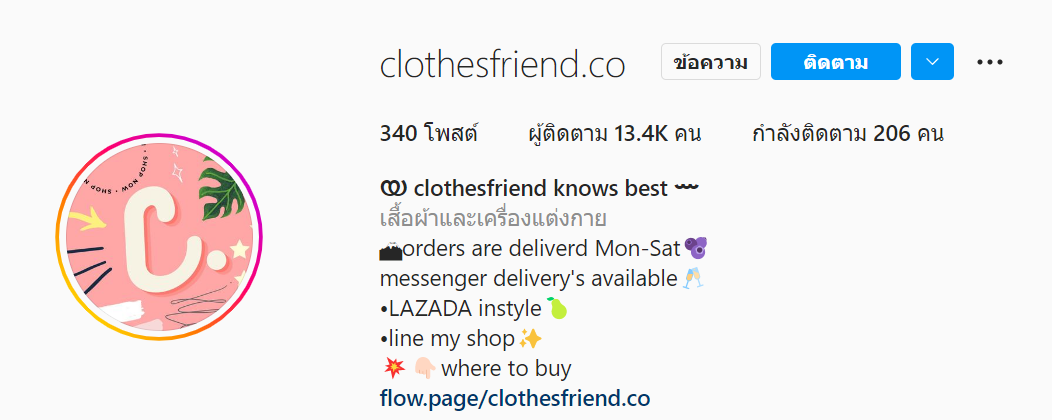 clothesfriend.co ข้อความ ติดตาม
340 โพสต์ ผู้ติดตาม 13.4K คน กำลังติดตาม 206 คน
clothesfriend knows best
เสื้อผ้าและเครื่องแต่งกาย
orders are deliverd Mon-Sat🫐
messenger delivery's available🥂
•LAZADA instyle🍐
•line my shop✨
💥👇🏻where to buy
flow.page/clothesfriend.co
• SHOP NOW • SHOP N
C.